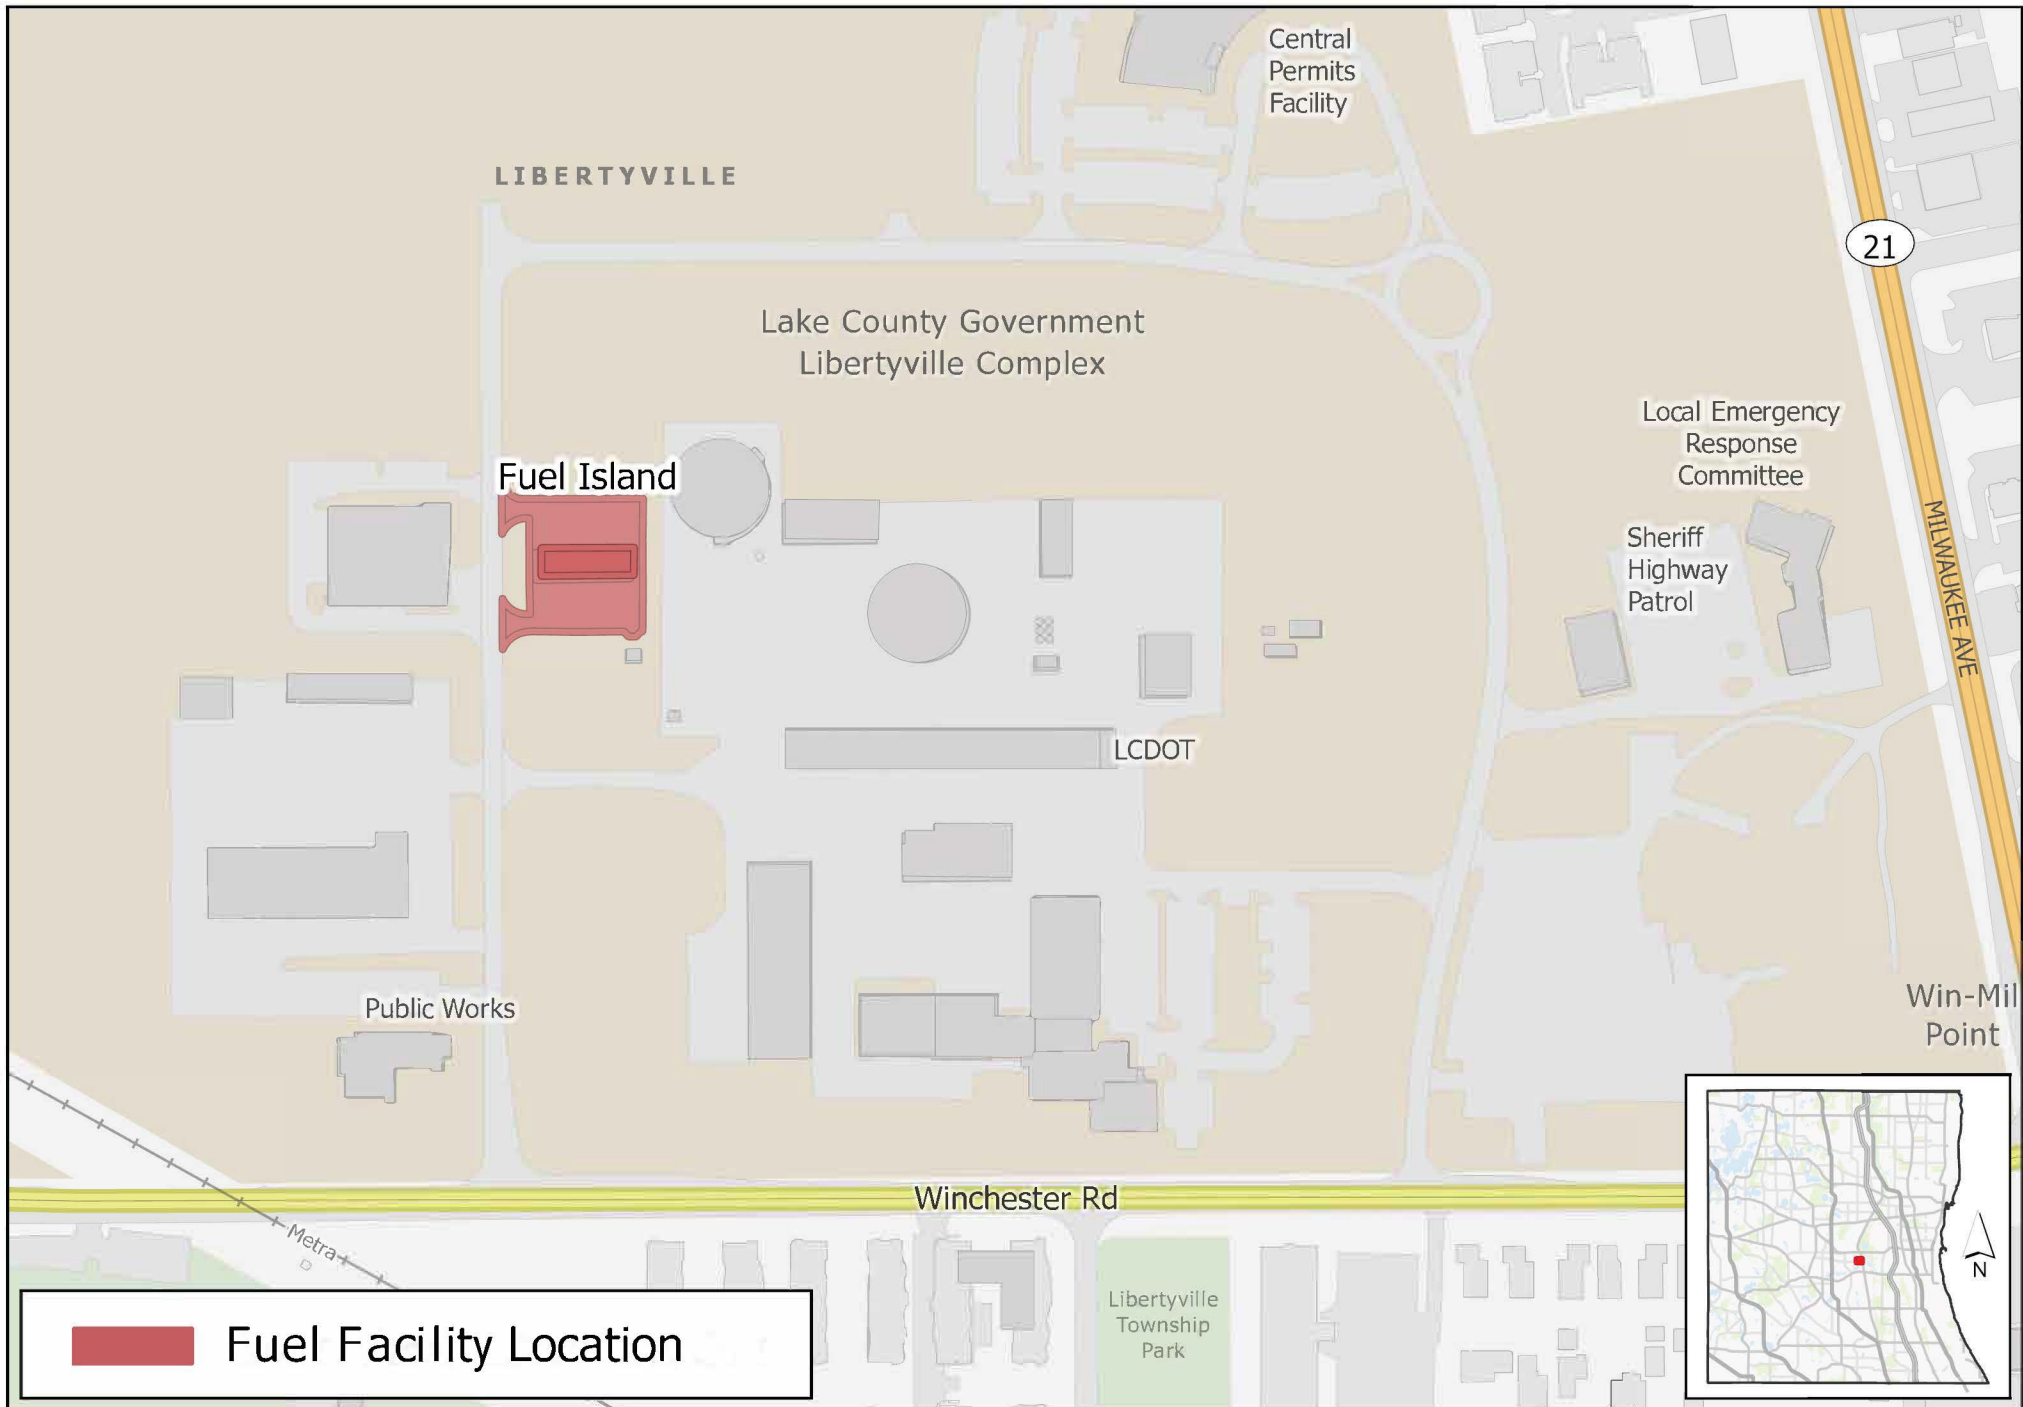 Central
Permits
Facility
LIBERTYVILLE
21
Lake County Government
Libertyville Complex
Local Emergency
Response
Committee
Fuel Island
MILWAUKEE AVE
Sheriff
Highway
Patrol
LCDOT
Public Works
Win-Mil
Point
Winchester Rd
Metra
Libertyville
Township
Park
N
Fuel Facility Location